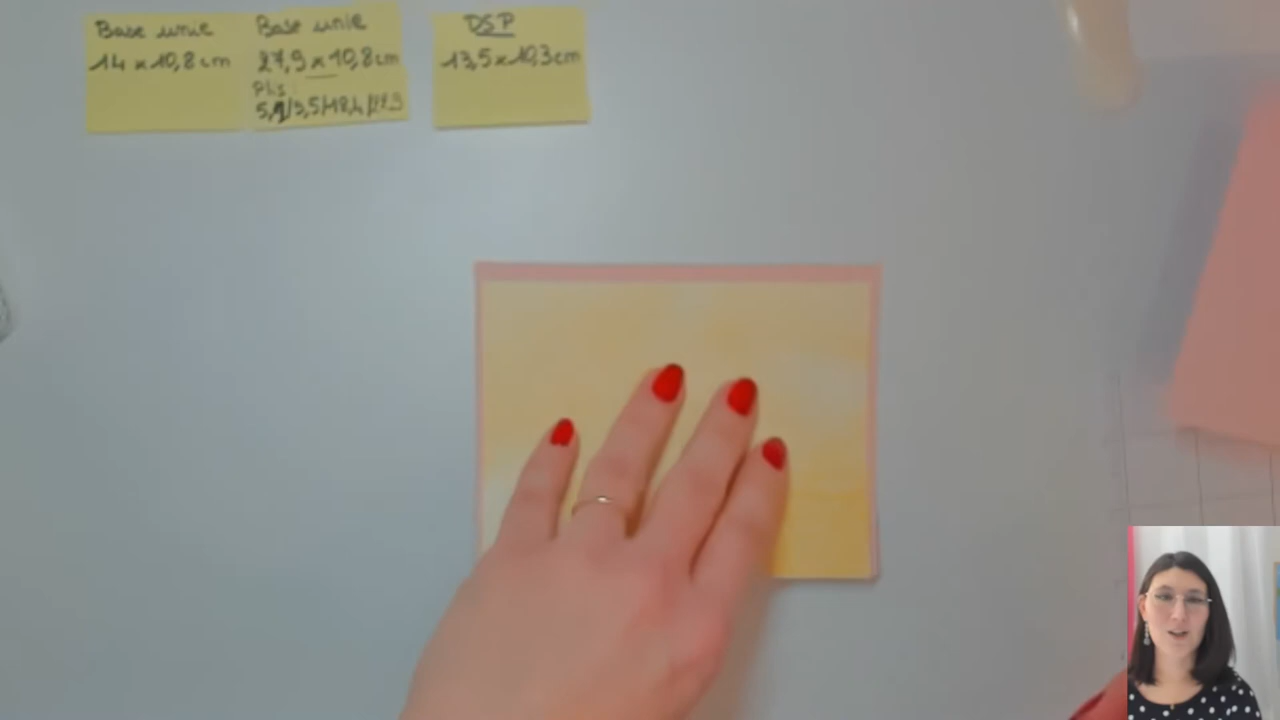 Base unie
14 x 10,8 cm
Base unie
27,9 x 10,8 cm
Plis :
DSP
13,5 x 10,3 cm